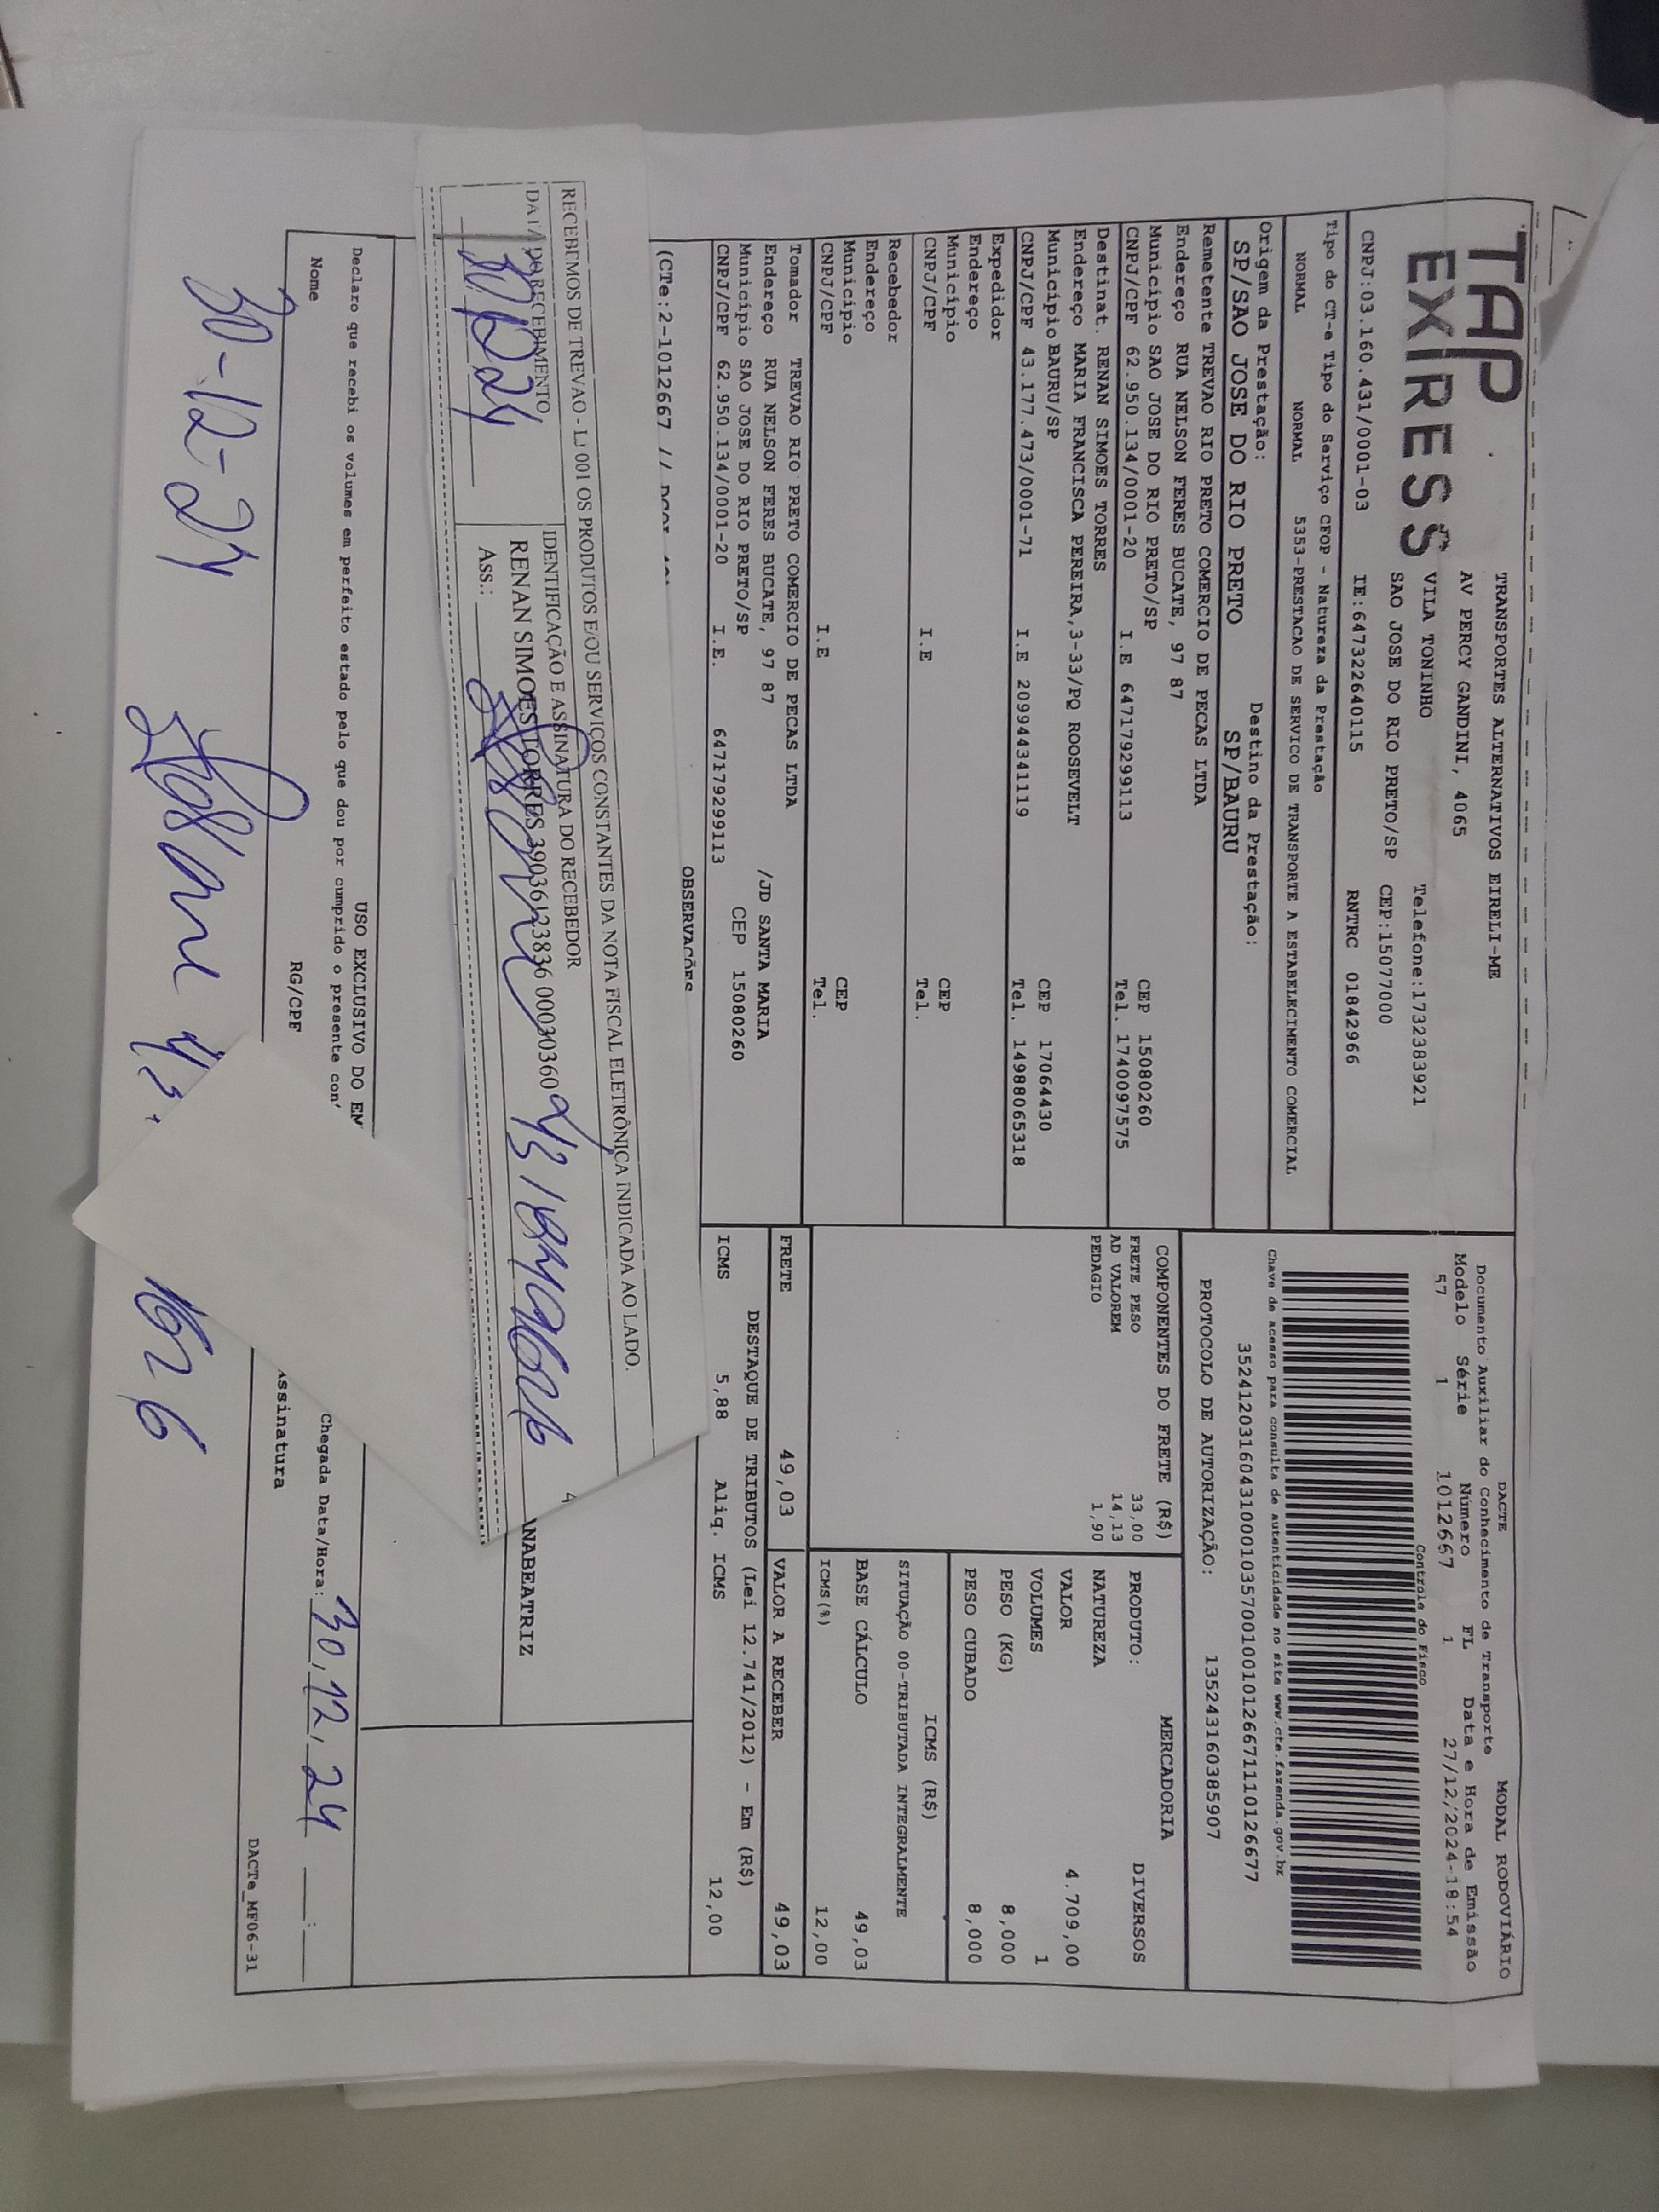 TAP EXPRESS
TRANSPORTES ALTERNATIVOS EIRELI-ME
AV PERCY GANDINI, 4065
VILA TONINHO Telefone:1732383921
SAO JOSE DO RIO PRETO/SP CEP:15077000
CNPJ:03.160.431/0001-03 IE:647322640115 RNTRC 01842966
DACTE MODAL RODOVIÁRIO
Documento Auxiliar do Conhecimento de Transporte
Modelo Série Número FL Data e Hora de Emissão
57 1 1012667 1 27/12/2024-18:54
Controle do Fisco
Chave de acesso para consulta de autenticidade no site www.cte.fazenda.gov.br
PROTOCOLO DE AUTORIZAÇÃO: 135243160385907
Tipo do CT-e Tipo do Serviço CFOP - Natureza da Prestação
NORMAL NORMAL 5353-PRESTACAO DE SERVICO DE TRANSPORTE A ESTABELECIMENTO COMERCIAL
Origem da Prestação: Destino da Prestação:
SP/SAO JOSE DO RIO PRETO SP/BAURU
Remetente TREVAO RIO PRETO COMERCIO DE PECAS LTDA
Endereço RUA NELSON FERES BUCATE, 97 87
Município SAO JOSE DO RIO PRETO/SP CEP 15080260
CNPJ/CPF 62.950.134/0001-20 I.E 647179299113 Tel. 1740097575
Destinat. RENAN SIMOES TORRES
Endereço MARIA FRANCISCA PEREIRA,3-33/PQ ROOSEVELT
Município BAURU/SP CEP 17064430
CNPJ/CPF 43.177.473/0001-71 I.E 209944341119 Tel. 14988065318
Expedidor
Endereço
Município CEP
CNPJ/CPF I.E Tel.
Recebedor
Endereço
Município CEP
CNPJ/CPF I.E Tel.
Tomador TREVAO RIO PRETO COMERCIO DE PECAS LTDA
Endereço RUA NELSON FERES BUCATE, 97 87 /JD SANTA MARIA
Município SAO JOSE DO RIO PRETO/SP CEP 15080260
CNPJ/CPF 62.950.134/0001-20 I.E. 647179299113
COMPONENTES DO FRETE (R$)
FRETE PESO 33,00
AD VALOREM 14,13
PEDAGIO 1,90
MERCADORIA
PRODUTO: DIVERSOS
NATUREZA
VALOR 4.709,00
VOLUMES 1
PESO (KG) 8,000
PESO CUBADO 8,000
ICMS (R$)
SITUAÇÃO 00-TRIBUTADA INTEGRALMENTE
BASE CÁLCULO 49,03
ICMS(%) 12,00
FRETE 49,03 VALOR A RECEBER 49,03
DESTAQUE DE TRIBUTOS (Lei 12.741/2012) - Em (R$)
ICMS 5,88 Aliq. ICMS 12,00
OBSERVAÇÕES
(CTe:2-1012667 //
RECEBEMOS DE TREVAO - LJ 001 OS PRODUTOS E/OU SERVIÇOS CONSTANTES DA NOTA FISCAL ELETRÔNICA INDICADA AO LADO.
DATA DO RECEBIMENTO IDENTIFICAÇÃO E ASSINATURA DO RECEBEDOR
RENAN SIMOES TORRES 39036123836 00030360
ASS.:
ANABEATRIZ
USO EXCLUSIVO DO
Declaro que recebi os volumes em perfeito estado pelo que dou por cumprido o presente
Chegada Data/Hora: 30,12,24
Nome RG/CPF Assinatura
DACTe_MF06-31
30-12-24